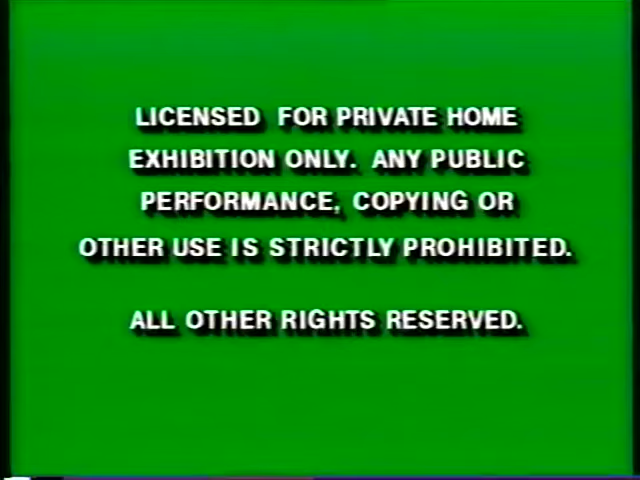 LICENSED FOR PRIVATE HOME
EXHIBITION ONLY. ANY PUBLIC
PERFORMANCE, COPYING OR
OTHER USE IS STRICTLY PROHIBITED.
ALL OTHER RIGHTS RESERVED.